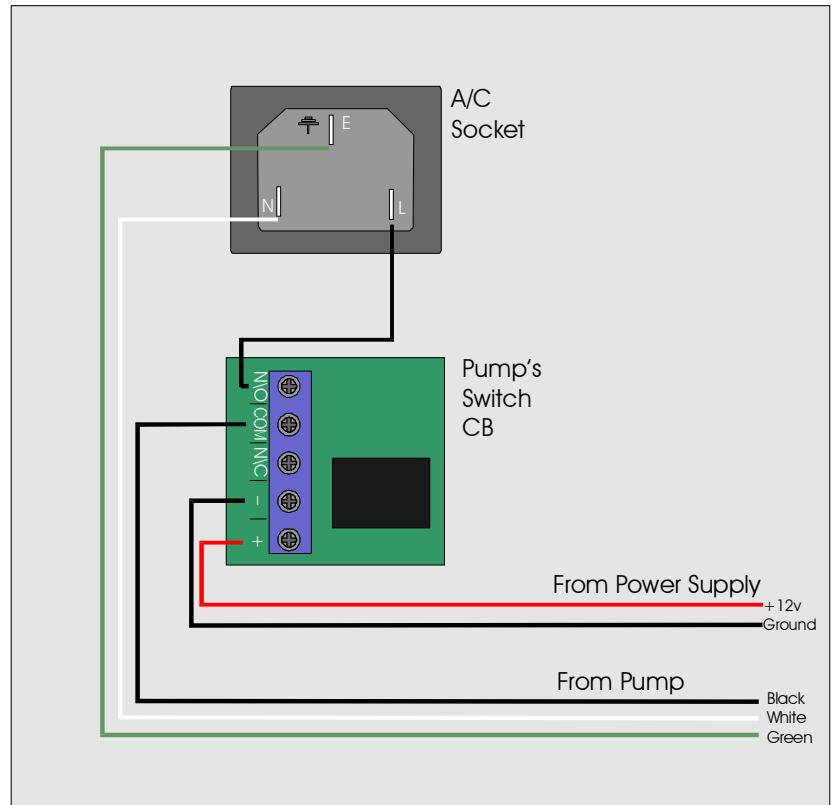 A/C
Socket
E
N
L
Pump's
Switch
CB
N\O
COM
N\C
-
+
From Power Supply
+12v
Ground
From Pump
Black
White
Green